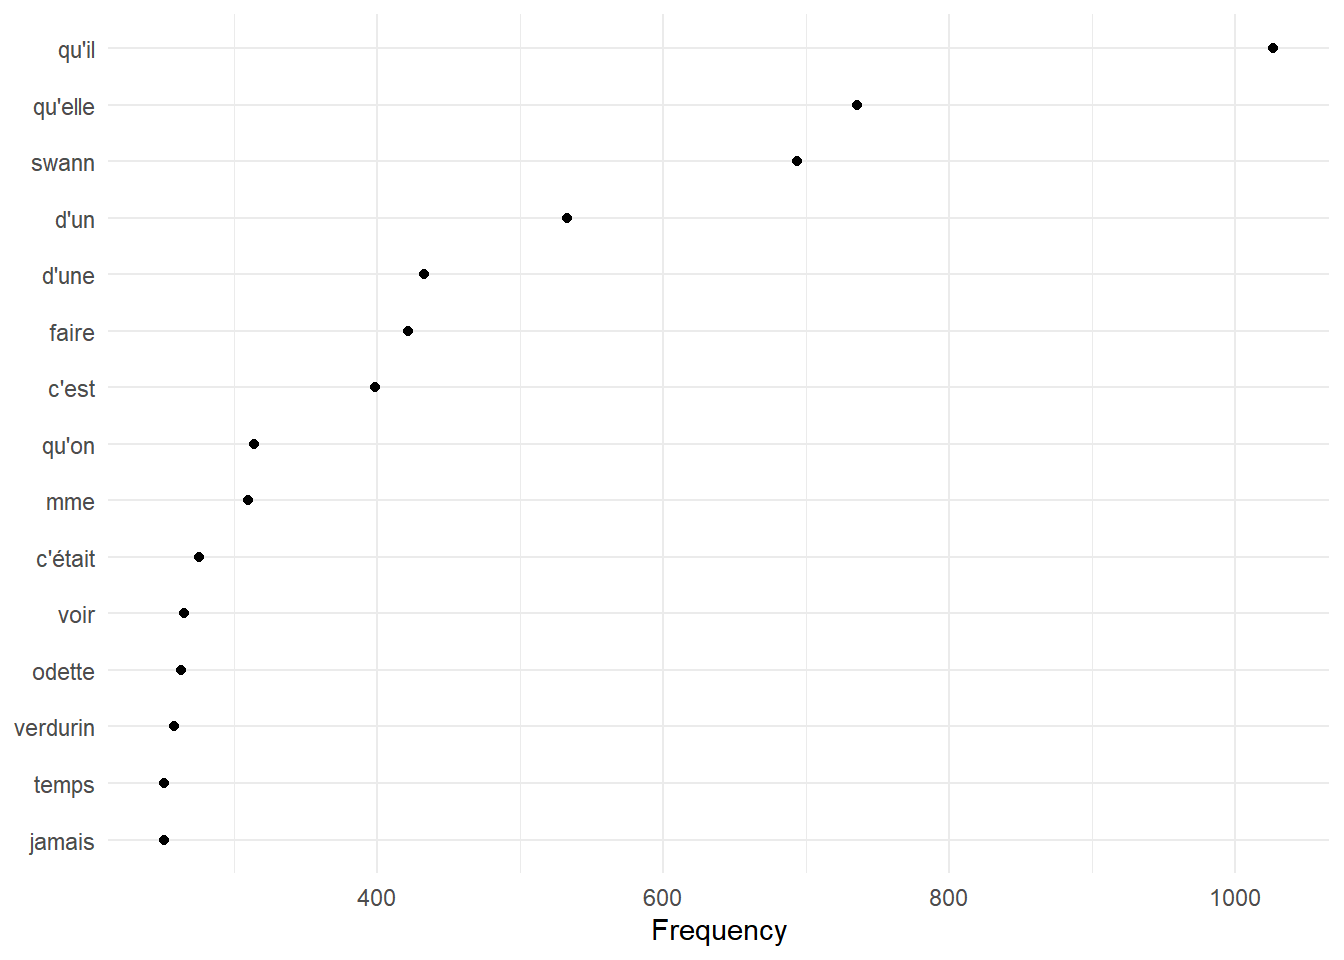 qu'il
qu'elle
swann
d'un
d'une
faire
c'est
qu'on
mme
c'était
voir
odette
verdurin
temps
jamais
400 600 800 1000
Frequency